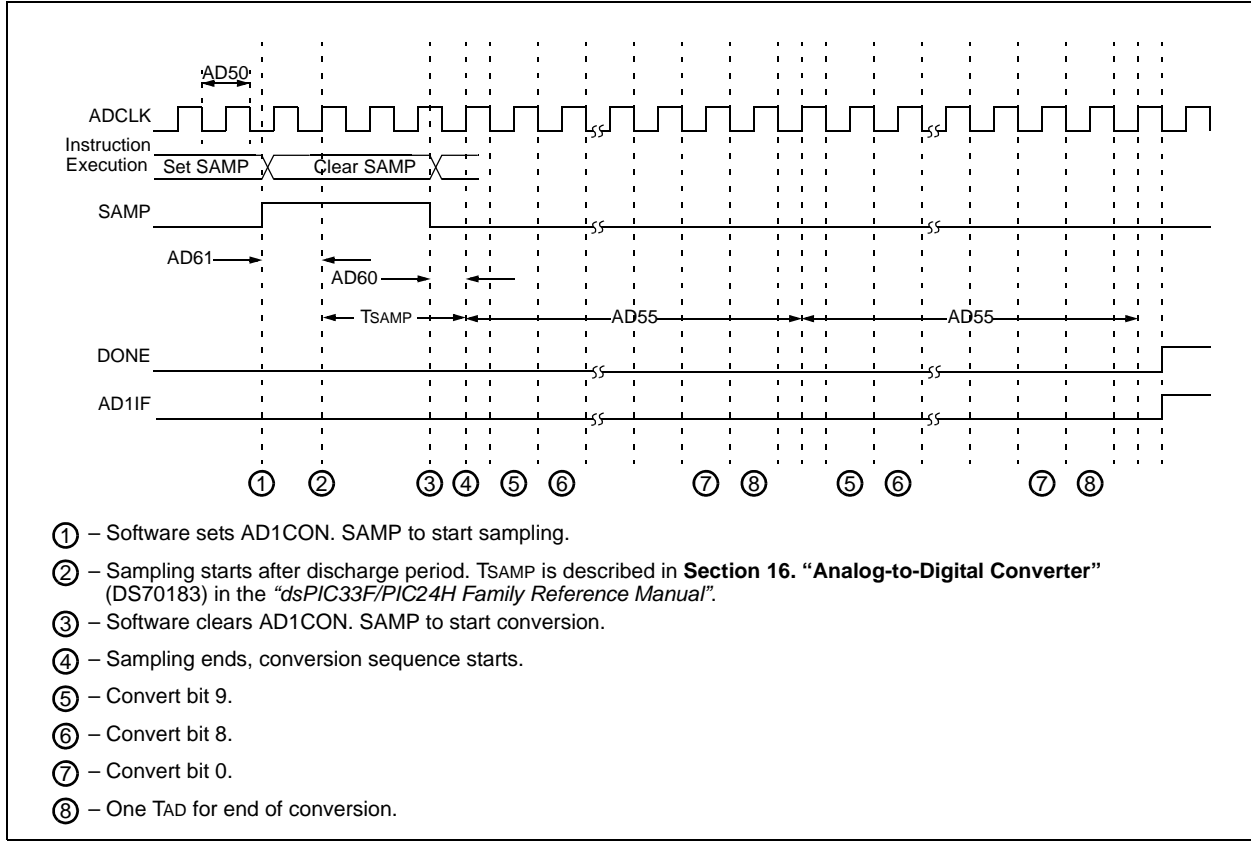 AD50
ADCLK
Instruction
Execution Set SAMP Clear SAMP
SAMP
AD61
AD60
TSAMP AD55 AD55
DONE
AD1IF
1 2 3 4 5 6 7 8 5 6 7 8
1 – Software sets AD1CON. SAMP to start sampling.
2 – Sampling starts after discharge period. TSAMP is described in Section 16. “Analog-to-Digital Converter”
(DS70183) in the “dsPIC33F/PIC24H Family Reference Manual”.
3 – Software clears AD1CON. SAMP to start conversion.
4 – Sampling ends, conversion sequence starts.
5 – Convert bit 9.
6 – Convert bit 8.
7 – Convert bit 0.
8 – One TAD for end of conversion.